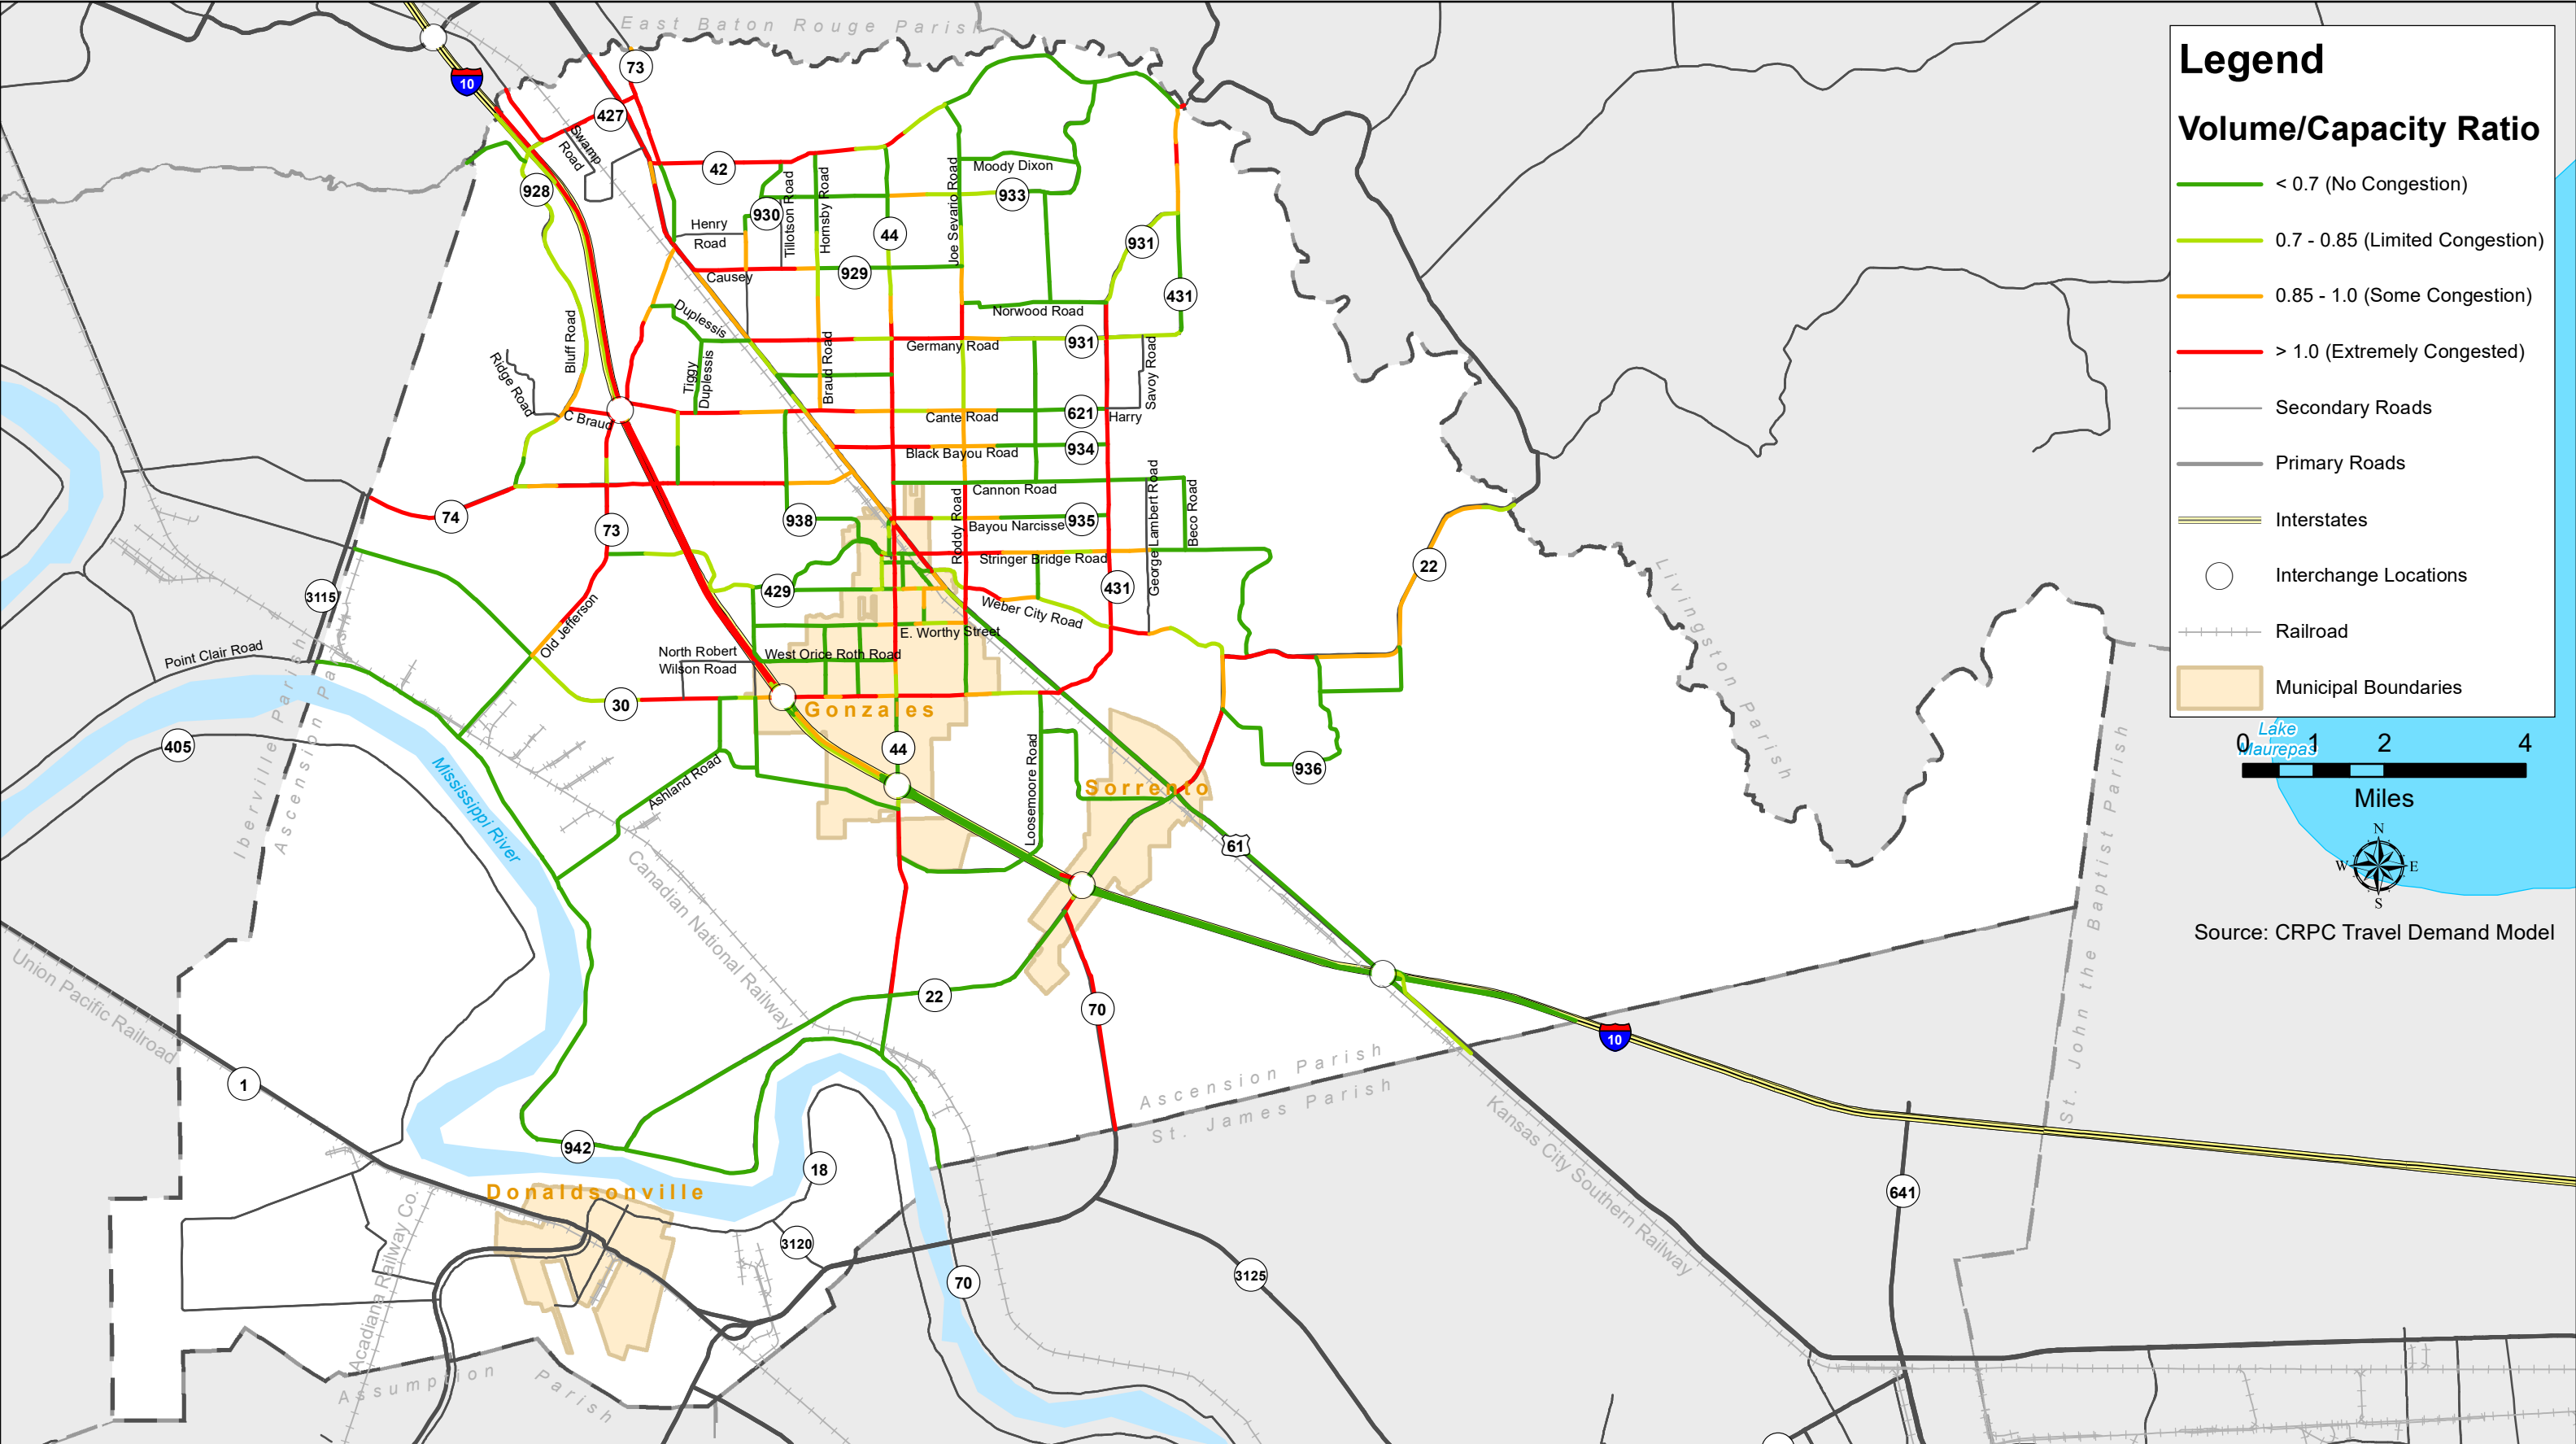 East Baton Rouge Parish
73
10
427
Swamp
Road
42
Moody Dixon
928
933
930
Tillotson Road
Hornsby Road
Joe Sevario Road
Henry
Road
44
931
929
Causey
431
Duplessis
Norwood Road
Bluff Road
Germany Road
931
Braud Road
Savoy Road
Ridge Road
Tiggy
Duplessis
C Braud
Cante Road
621
Harry
Black Bayou Road
934
Cannon Road
74
73
938
Roddy Road
Bayou Narcisse
935
George Lambert Road
Beco Road
Stringer Bridge Road
22
3115
429
431
Weber City Road
Old Jefferson
E. Worthy Street
Point Clair Road
North Robert
Wilson Road
West Orice Roth Road
30
Gonzales
405
44
Iberville Parish
Ascension Parish
Mississippi River
Ashland Road
Loosemoore Road
Sorrento
936
61
Livingston Parish
Canadian National Railway
Union Pacific Railroad
22
70
10
Ascension Parish
St. James Parish
1
942
18
Donaldsonville
3120
Acadiana Railway Co.
70
3125
Kansas City Southern Railway
641
Assumption Parish
St. John the Baptist Parish
Legend
Volume/Capacity Ratio
< 0.7 (No Congestion)
0.7 - 0.85 (Limited Congestion)
0.85 - 1.0 (Some Congestion)
> 1.0 (Extremely Congested)
Secondary Roads
Primary Roads
Interstates
Interchange Locations
Railroad
Municipal Boundaries
Lake
Maurepas
0 1 2 4
Miles
N
W E
S
Source: CRPC Travel Demand Model